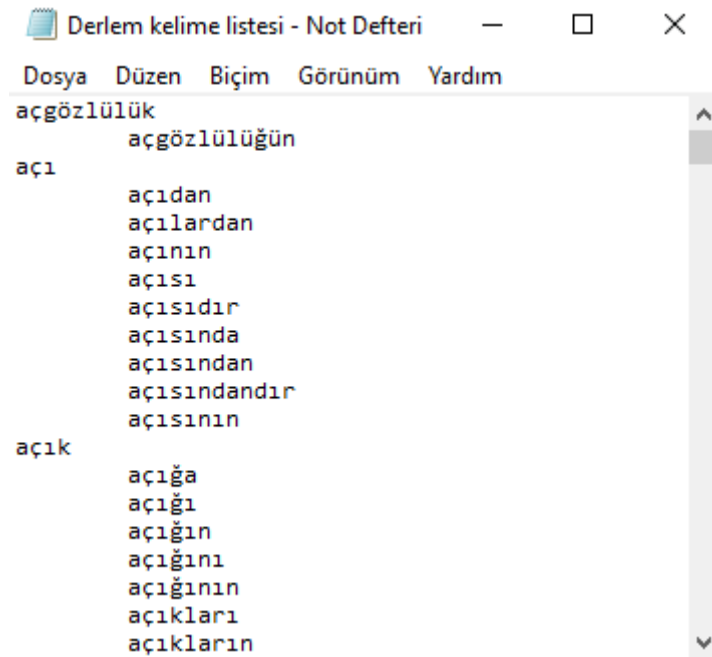 Derlem kelime listesi - Not Defteri
Dosya Düzen Biçim Görünüm Yardım
açgözlülük
açgözlülüğün
açı
açıdan
açılardan
açının
açısı
açısıdır
açısında
açısından
açısındandır
açısının
açık
açığa
açığı
açığın
açığını
açığının
açıkları
açıkların